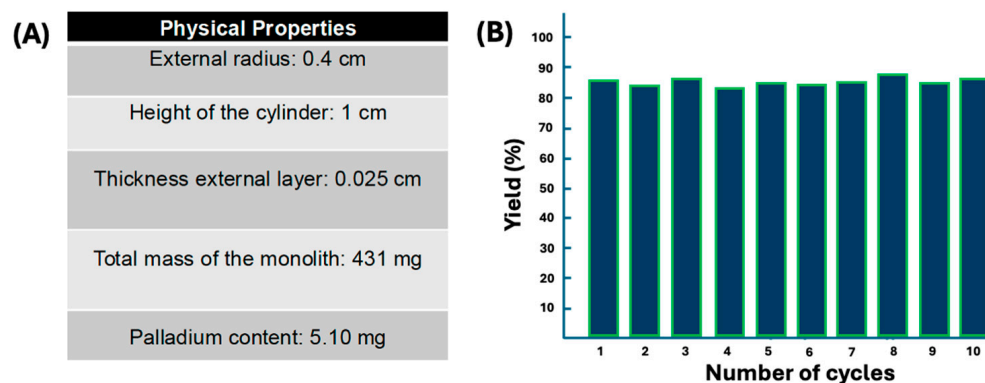 (A)
Physical Properties
External radius: 0.4 cm
Height of the cylinder: 1 cm
Thickness external layer: 0.025 cm
Total mass of the monolith: 431 mg
Palladium content: 5.10 mg
(B)
Yield (%)
100
90
80
70
60
50
40
30
20
10
1 2 3 4 5 6 7 8 9 10
Number of cycles